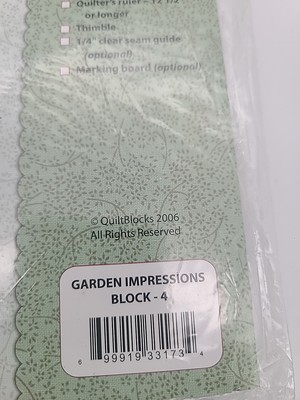 Quilter's ruler – 12 1/2"
or longer
Thimble
1/4" clear seam guide
(optional)
Marking board (optional)
© QuiltBlocks 2006
All Rights Reserved
GARDEN IMPRESSIONS
BLOCK - 4
6 99919 33173 4